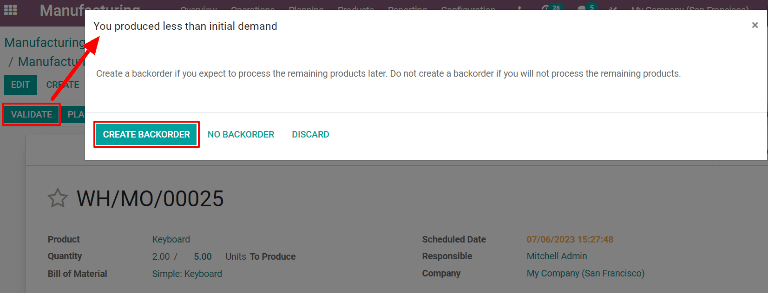 Manufacturing Overview Operations Planning Products Reporting Configuration 28 5 My Company (San Francisco)
You produced less than initial demand ×
Manufacturing
/ Manufactur
Create a backorder if you expect to process the remaining products later. Do not create a backorder if you will not process the remaining products.
EDIT CREATE
VALIDATE PLA
CREATE BACKORDER NO BACKORDER DISCARD
WH/MO/00025
Product Keyboard Scheduled Date 07/06/2023 15:27:48
Quantity 2.00 / 5.00 Units To Produce Responsible Mitchell Admin
Bill of Material Simple: Keyboard Company My Company (San Francisco)